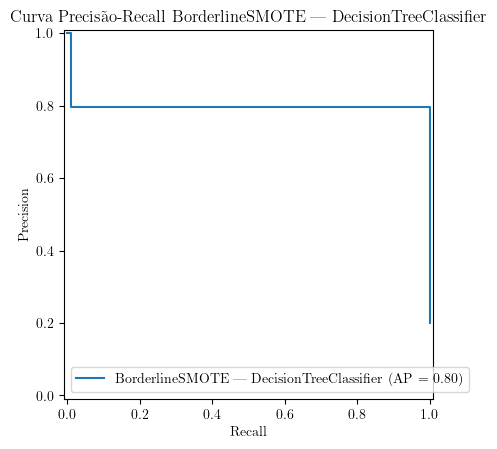 Curva Precisão-Recall BorderlineSMOTE — DecisionTreeClassifier
1.0
0.8
0.6
0.4
0.2
0.0
Precision
BorderlineSMOTE — DecisionTreeClassifier (AP = 0.80)
0.0 0.2 0.4 0.6 0.8 1.0
Recall